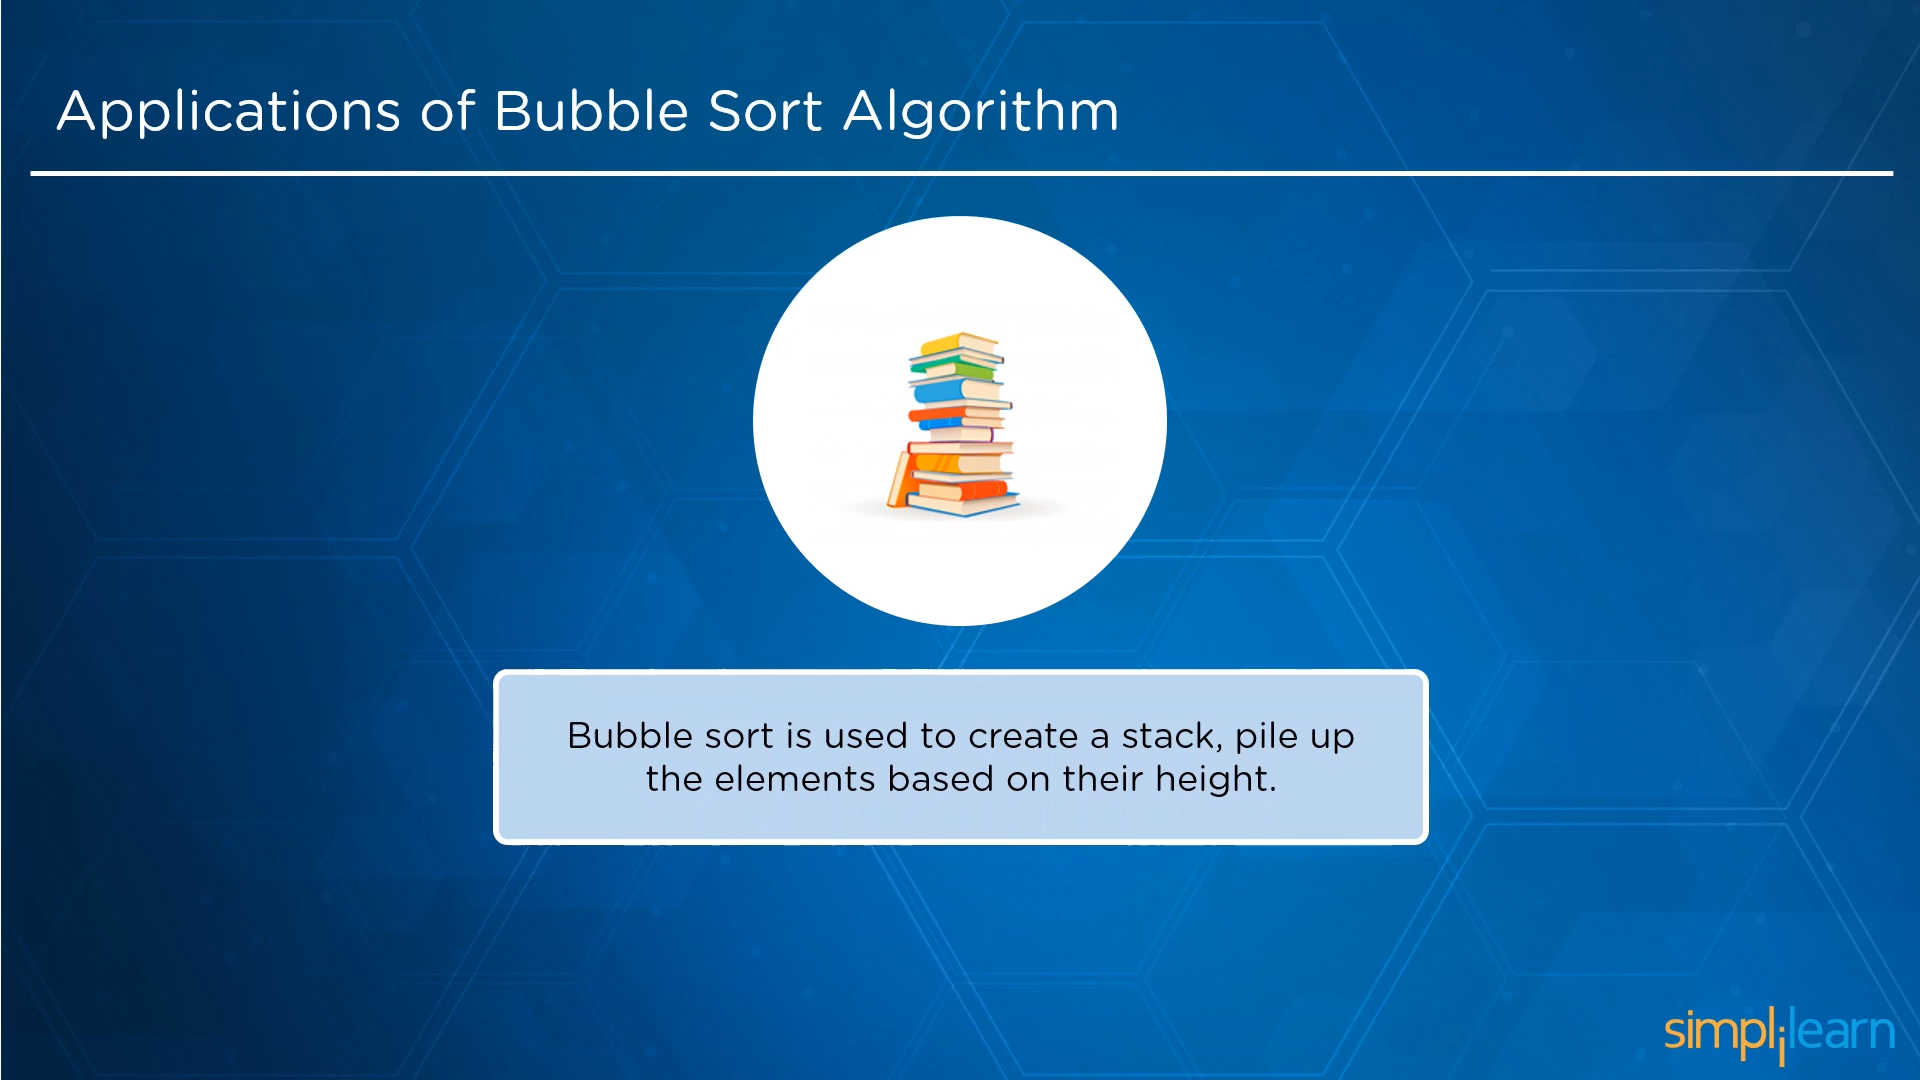 Applications of Bubble Sort Algorithm
Bubble sort is used to create a stack, pile up
the elements based on their height.
simplilearn